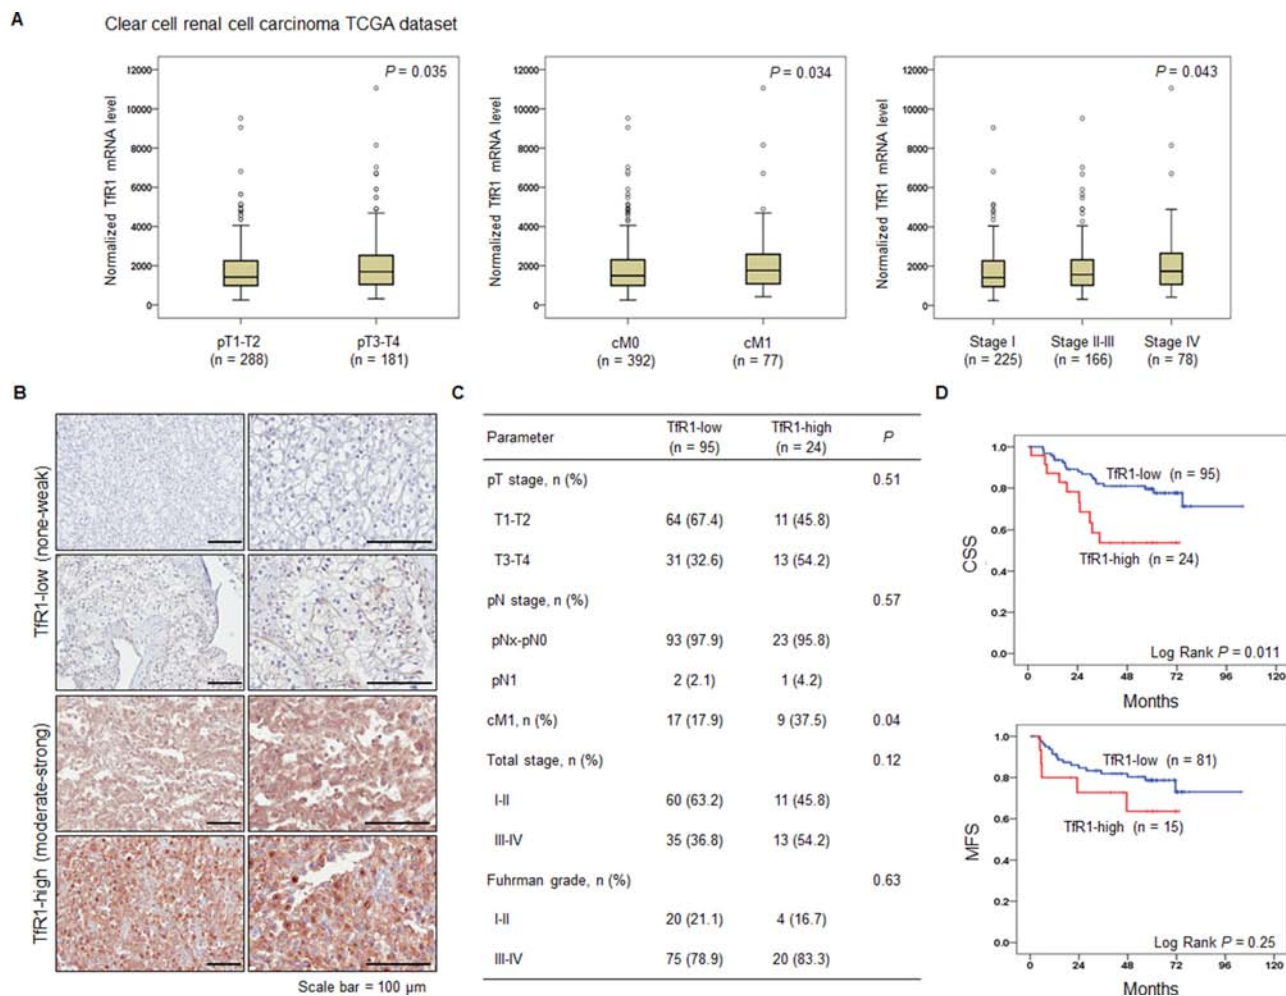 A
Clear cell renal cell carcinoma TCGA dataset
Normalized TfR1 mRNA level
12000
10000
8000
6000
4000
2000
0
P = 0.035
pT1-T2
(n = 288)
pT3-T4
(n = 181)
Normalized TfR1 mRNA level
12000
10000
8000
6000
4000
2000
0
P = 0.034
cM0
(n = 392)
cM1
(n = 77)
Normalized TfR1 mRNA level
12000
10000
8000
6000
4000
2000
0
P = 0.043
Stage I
(n = 225)
Stage II-III
(n = 166)
Stage IV
(n = 78)
B
TfR1-low (none-weak)
TfR1-high (moderate-strong)
Scale bar = 100 µm
C
Parameter TfR1-low (n = 95) TfR1-high (n = 24) P
pT stage, n (%) 0.51
T1-T2 64 (67.4) 11 (45.8)
T3-T4 31 (32.6) 13 (54.2)
pN stage, n (%) 0.57
pNx-pN0 93 (97.9) 23 (95.8)
pN1 2 (2.1) 1 (4.2)
cM1, n (%) 17 (17.9) 9 (37.5) 0.04
Total stage, n (%) 0.12
I-II 60 (63.2) 11 (45.8)
III-IV 35 (36.8) 13 (54.2)
Fuhrman grade, n (%) 0.63
I-II 20 (21.1) 4 (16.7)
III-IV 75 (78.9) 20 (83.3)
D
CSS
1.0
0.8
0.6
0.4
0.2
0.0
TfR1-low (n = 95)
TfR1-high (n = 24)
Log Rank P = 0.011
0 24 48 72 96 120
Months
MFS
1.0
0.8
0.6
0.4
0.2
0.0
TfR1-low (n = 81)
TfR1-high (n = 15)
Log Rank P = 0.25
0 24 48 72 96 120
Months